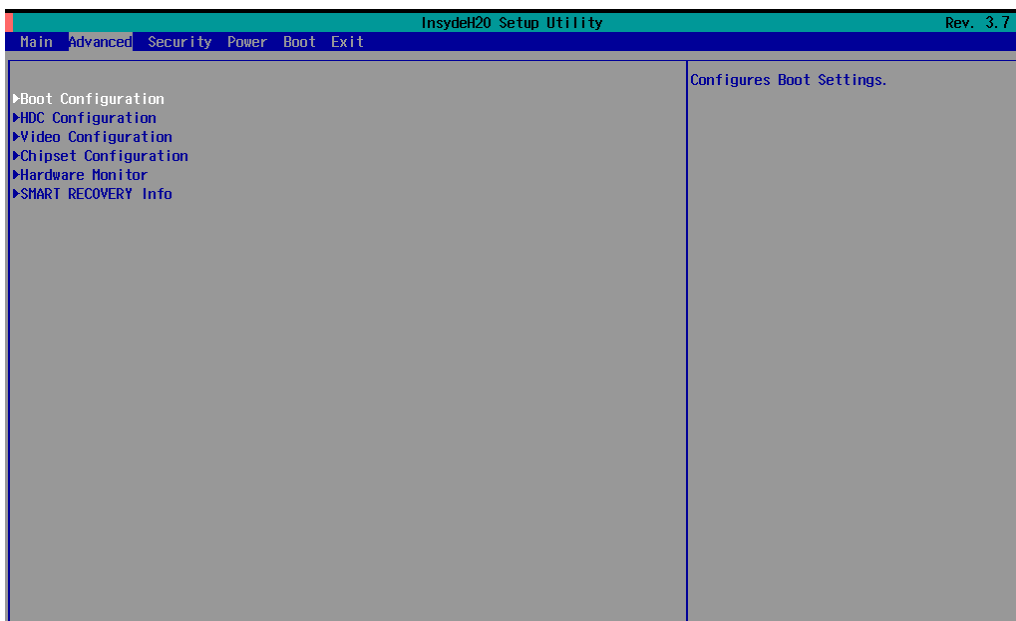 InsydeH2O Setup Utility Rev. 3.7
Main Advanced Security Power Boot Exit
Configures Boot Settings.
▶Boot Configuration
▶HDC Configuration
▶Video Configuration
▶Chipset Configuration
▶Hardware Monitor
▶SMART RECOVERY Info